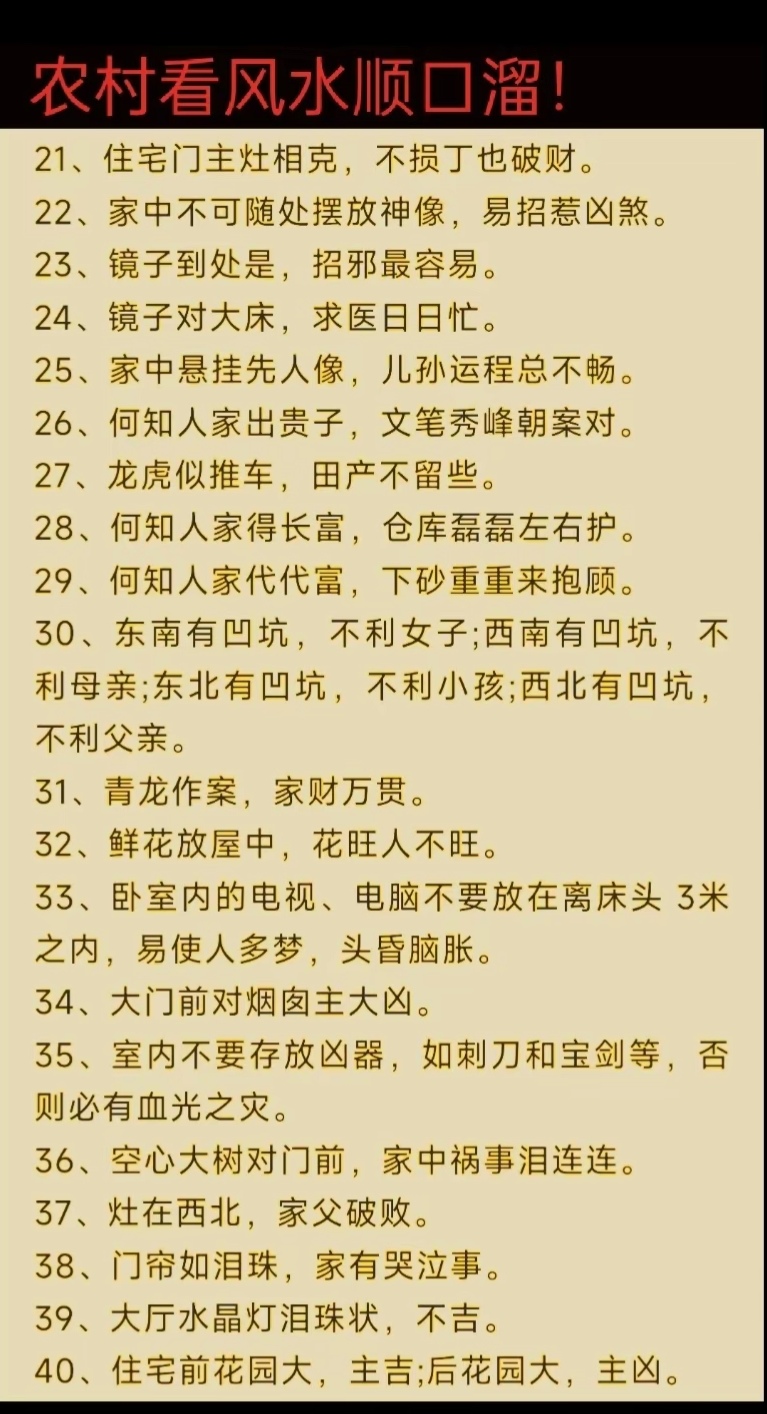 农村看风水顺口溜！
21、住宅门主灶相克，不损丁也破财。
22、家中不可随处摆放神像，易招惹凶煞。
23、镜子到处是，招邪最容易。
24、镜子对大床，求医日日忙。
25、家中悬挂先人像，儿孙运程总不畅。
26、何知人家出贵子，文笔秀峰朝案对。
27、龙虎似推车，田产不留些。
28、何知人家得长富，仓库磊磊左右护。
29、何知人家代代富，下砂重重来抱顾。
30、东南有凹坑，不利女子;西南有凹坑，不
利母亲;东北有凹坑，不利小孩;西北有凹坑，
不利父亲。
31、青龙作案，家财万贯。
32、鲜花放屋中，花旺人不旺。
33、卧室内的电视、电脑不要放在离床头 3米
之内，易使人多梦，头昏脑胀。
34、大门前对烟囱主大凶。
35、室内不要存放凶器，如刺刀和宝剑等，否
则必有血光之灾。
36、空心大树对门前，家中祸事泪连连。
37、灶在西北，家父破败。
38、门帘如泪珠，家有哭泣事。
39、大厅水晶灯泪珠状，不吉。
40、住宅前花园大，主吉;后花园大，主凶。